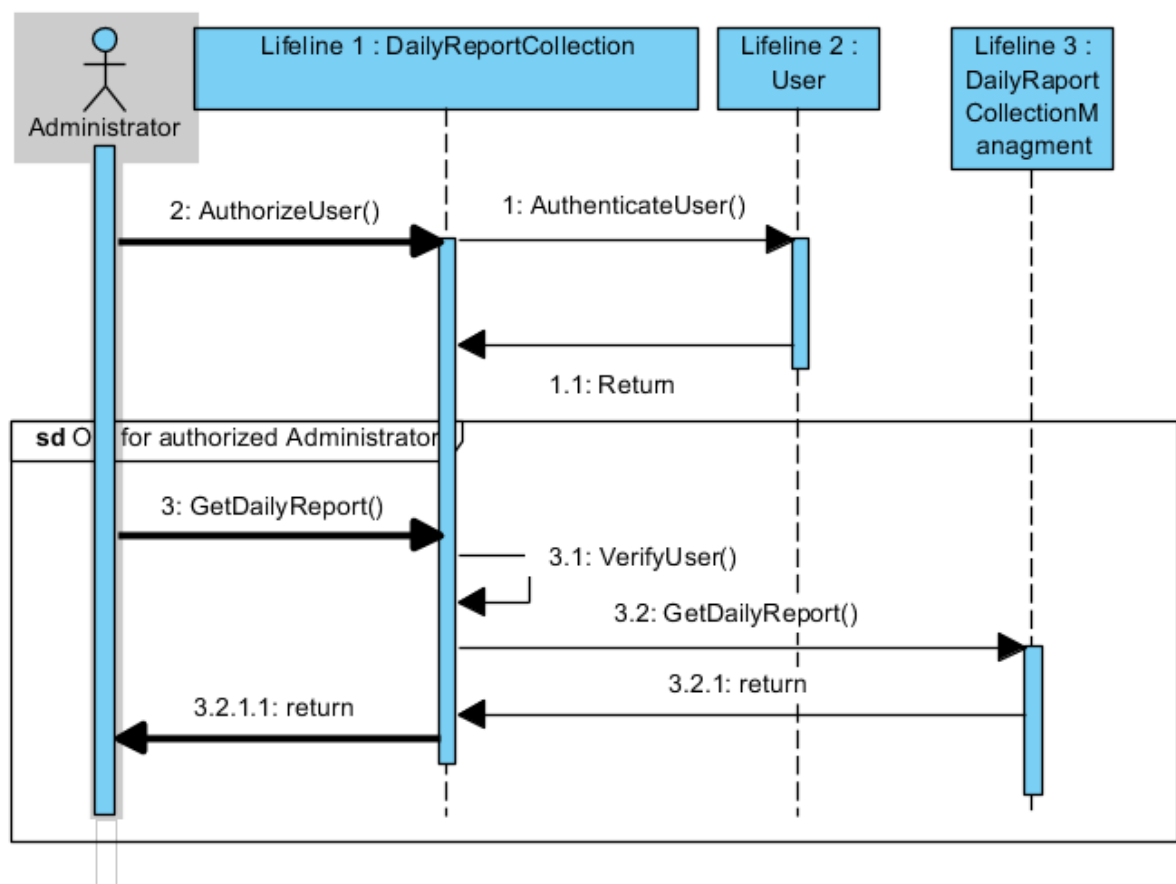 Administrator
Lifeline 1 : DailyReportCollection
Lifeline 2 :
User
Lifeline 3 :
DailyRaport
CollectionM
anagment
2: AuthorizeUser()
1: AuthenticateUser()
1.1: Return
sd O for authorized Administrator
3: GetDailyReport()
3.1: VerifyUser()
3.2: GetDailyReport()
3.2.1: return
3.2.1.1: return